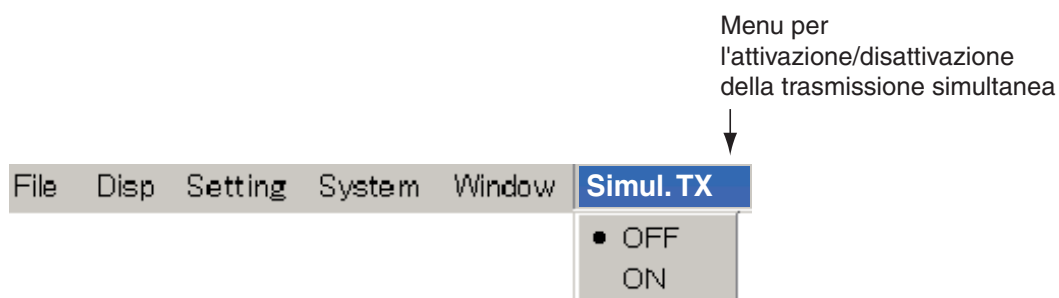 Menu per
l'attivazione/disattivazione
della trasmissione simultanea
File Disp Setting System Window Simul. TX
OFF
ON